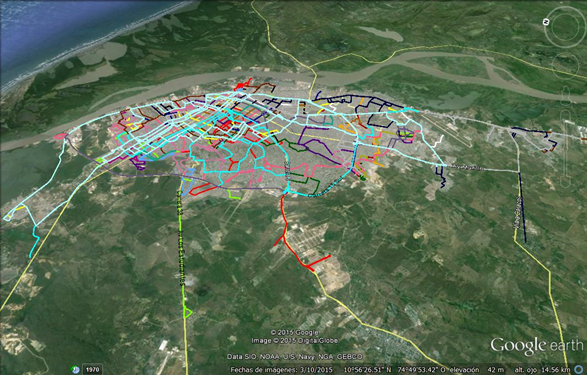 © 2015 Google
Image © 2015 DigitalGlobe
Data SIO, NOAA, U.S. Navy, NGA, GEBCO
Google earth
1970
Fechas de imágenes: 3/10/2015 10°56'26.51" N 74°49'53.42" O elevación 42 m alt. ojo 14.56 km